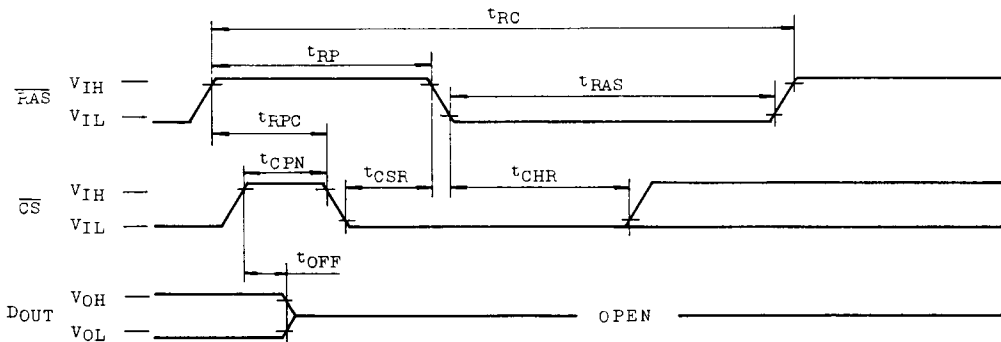 tRC
tRP
RAS VIH
VIL
tRAS
tRPC
tCPN
tCSR
tCHR
CS VIH
VIL
tOFF
DOUT VOH
VOL
OPEN